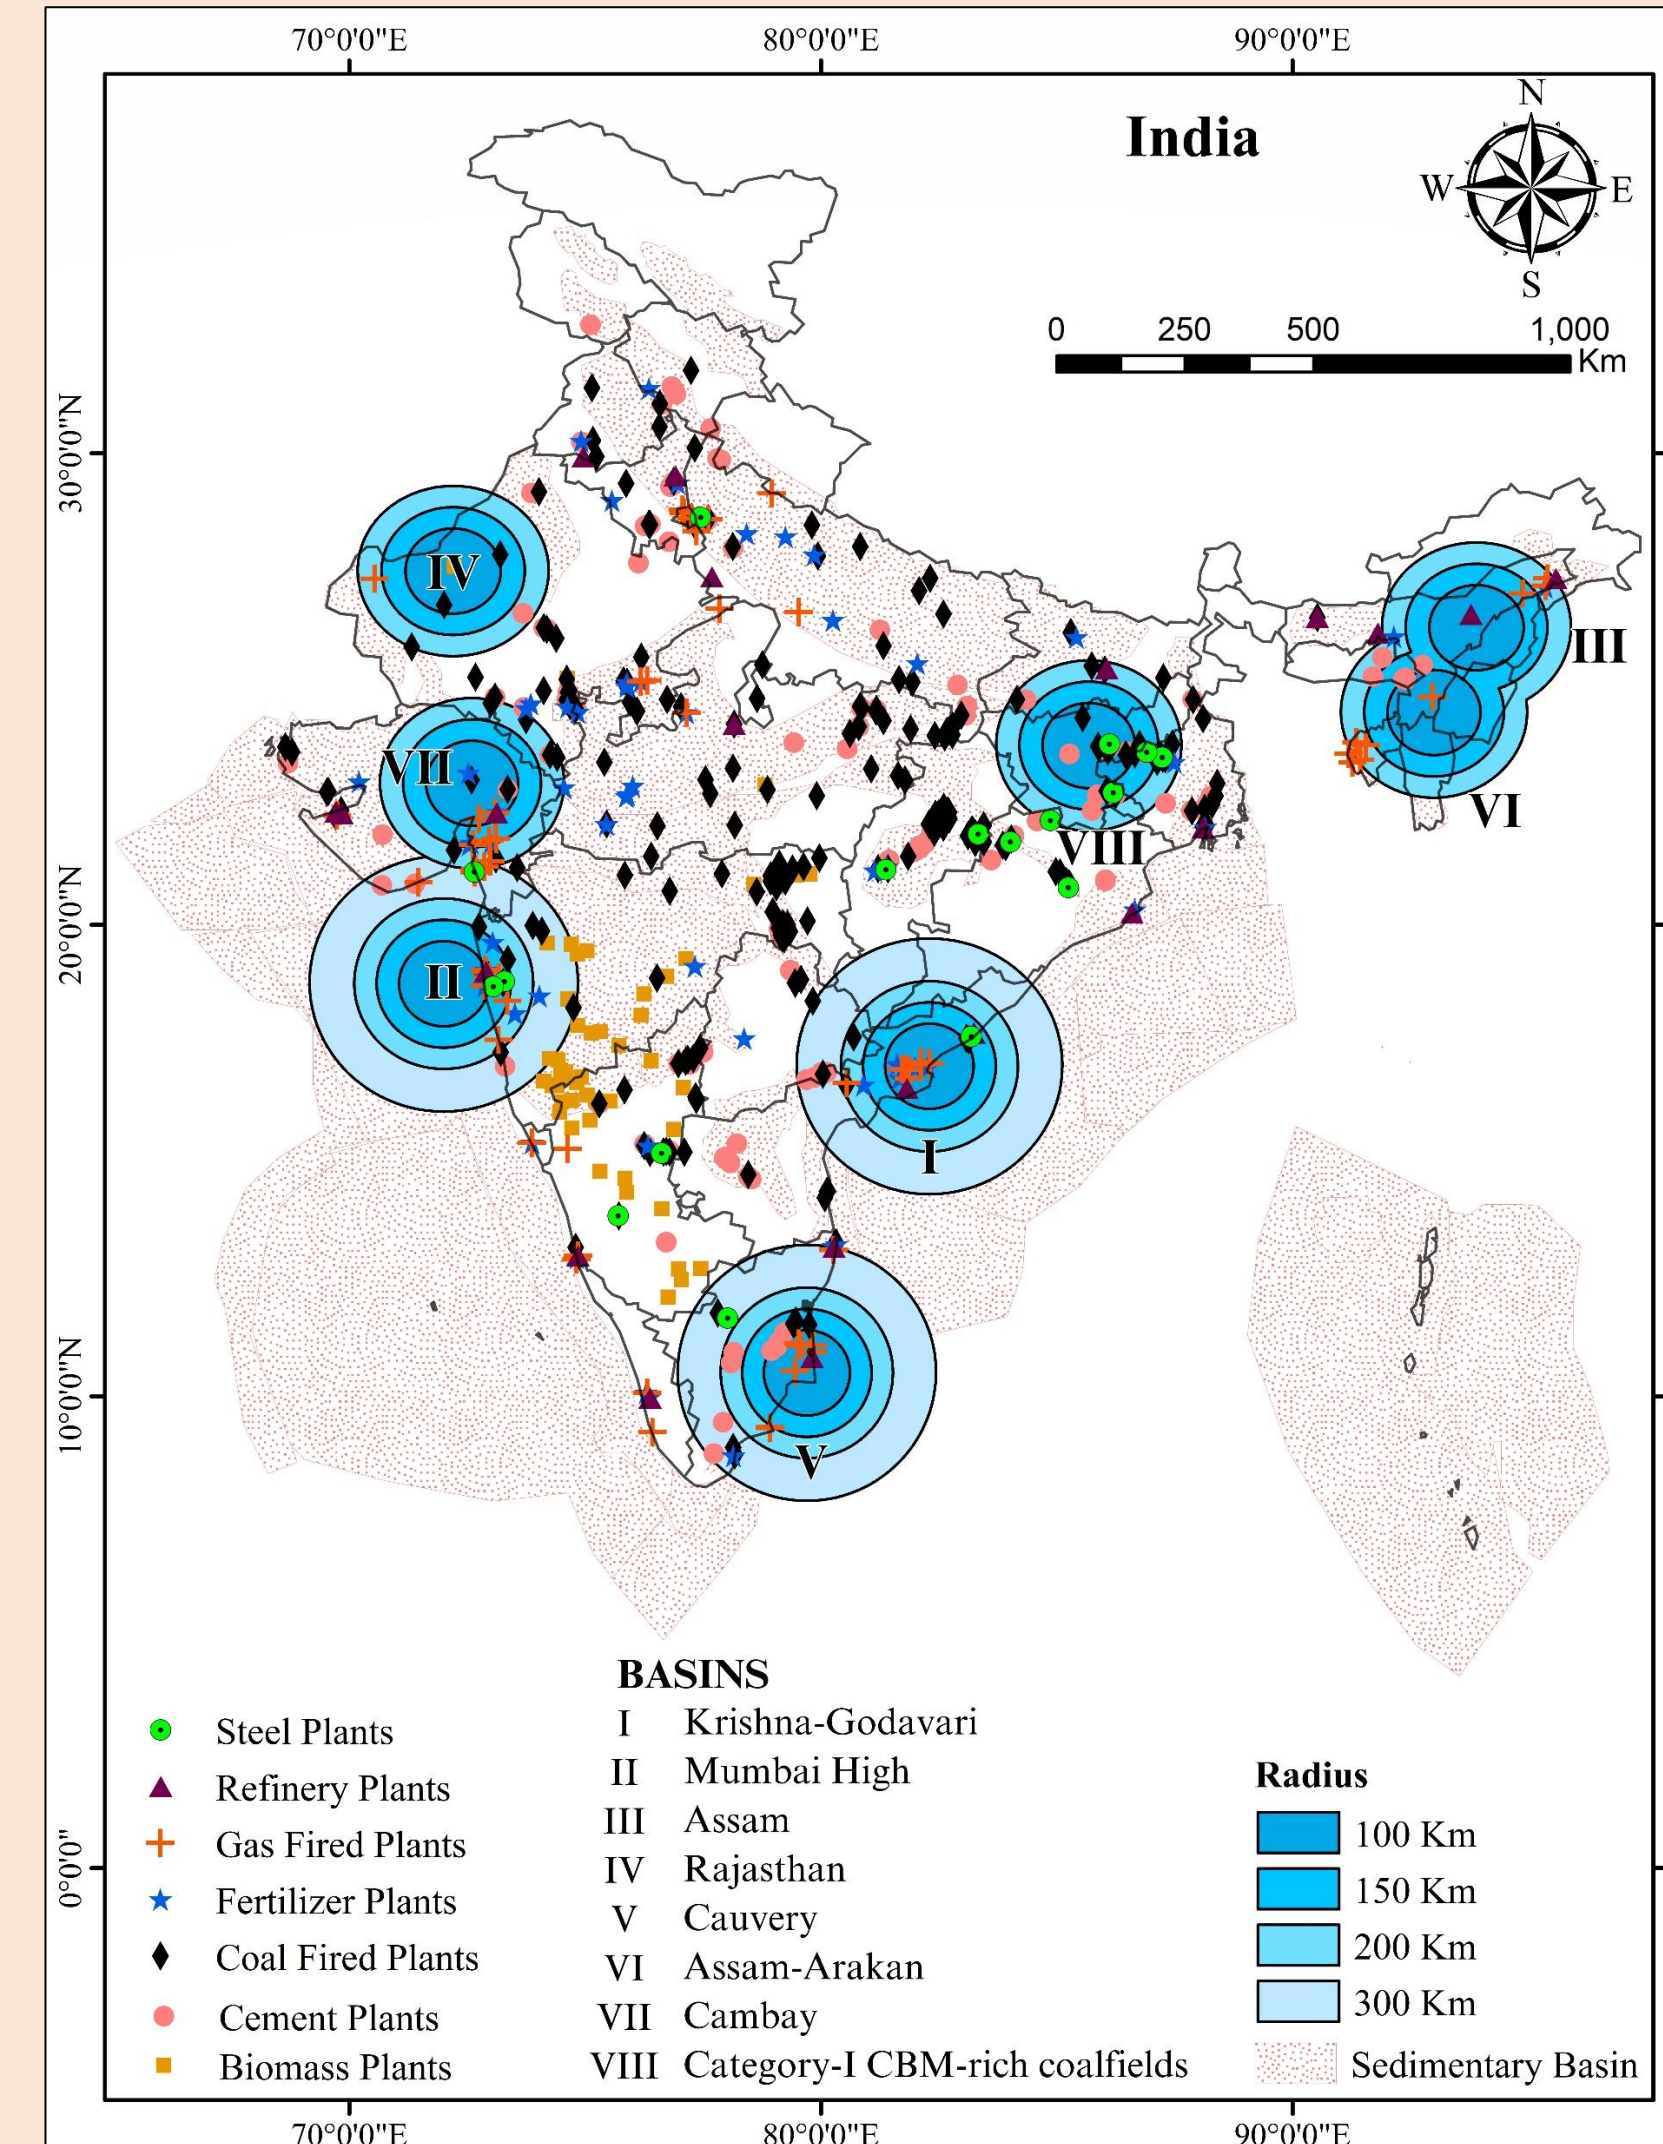 70°0'0"E 80°0'0"E 90°0'0"E
India
N
W E
S
0 250 500 1,000
Km
30°0'0"N
20°0'0"N
10°0'0"N
0°0'0"
IV
III
VI
VII
VIII
II
I
V
BASINS
I Krishna-Godavari
II Mumbai High
III Assam
IV Rajasthan
V Cauvery
VI Assam-Arakan
VII Cambay
VIII Category-I CBM-rich coalfields
Steel Plants
Refinery Plants
Gas Fired Plants
Fertilizer Plants
Coal Fired Plants
Cement Plants
Biomass Plants
Radius
100 Km
150 Km
200 Km
300 Km
Sedimentary Basin
70°0'0"E 80°0'0"E 90°0'0"E